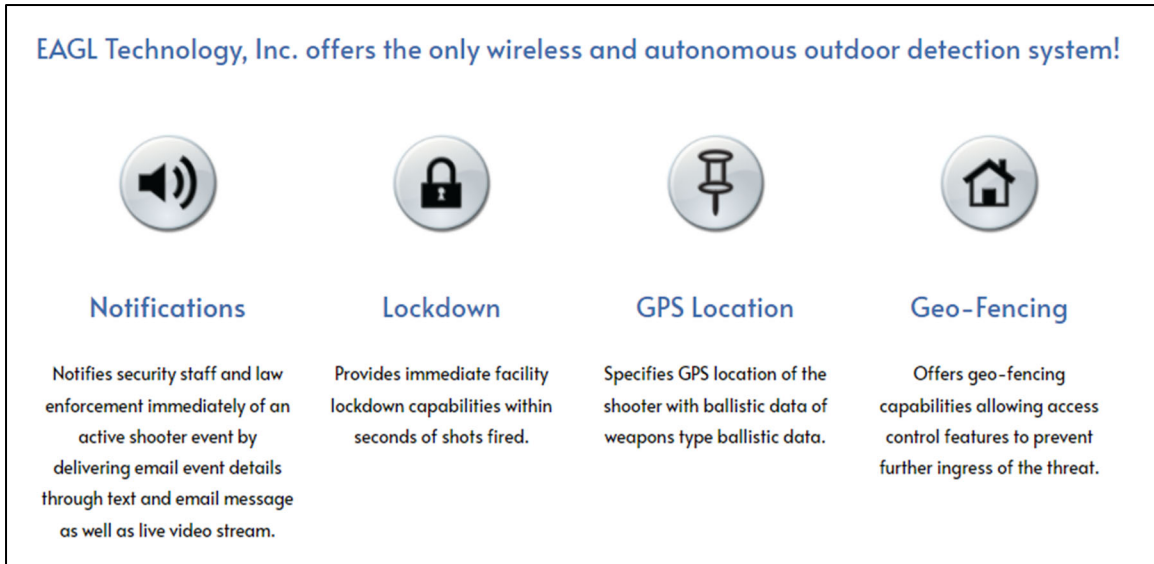 EAGL Technology, Inc. offers the only wireless and autonomous outdoor detection system!
Notifications
Notifies security staff and law
enforcement immediately of an
active shooter event by
delivering email event details
through text and email message
as well as live video stream.
Lockdown
Provides immediate facility
lockdown capabilities within
seconds of shots fired.
GPS Location
Specifies GPS location of the
shooter with ballistic data of
weapons type ballistic data.
Geo-Fencing
Offers geo-fencing
capabilities allowing access
control features to prevent
further ingress of the threat.